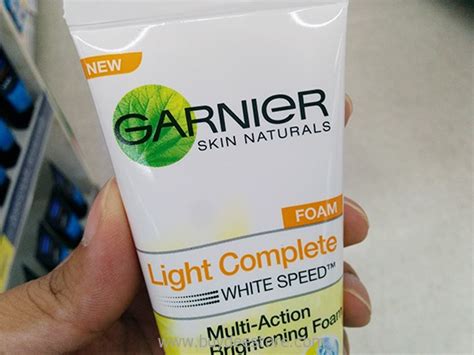 NEW
GARNIER
SKIN NATURALS
FOAM
Light Complete
WHITE SPEED™
Multi-Action
Brightening Foam